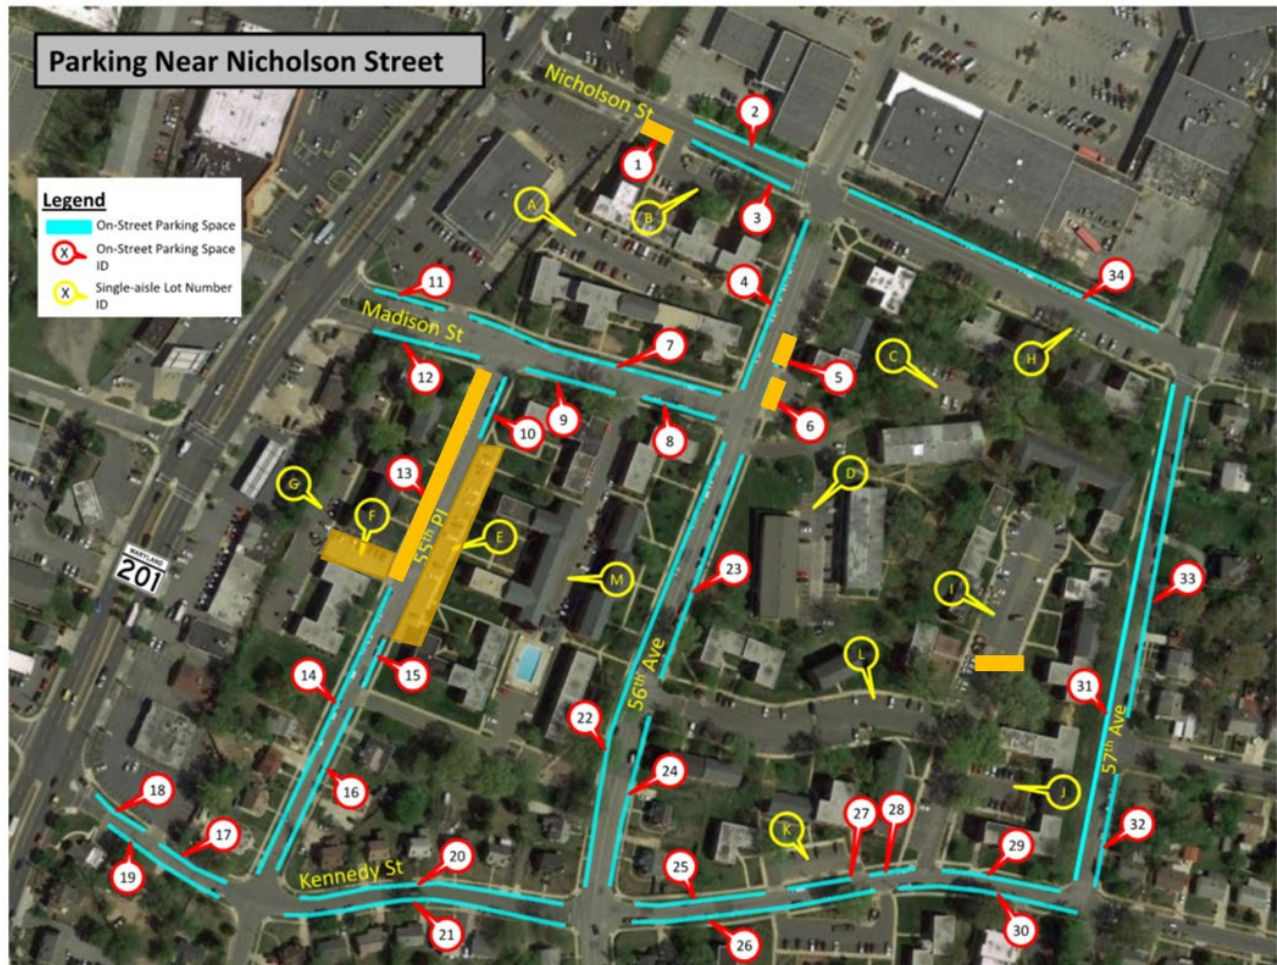 Parking Near Nicholson Street
Nicholson St
2
1
Legend
On-Street Parking Space
X
On-Street Parking Space
ID
X
Single-aisle Lot Number
ID
A
B
3
11
4
34
Madison St
7
5
C
H
12
9
8
6
10
13
D
G
F
55th Pl
E
MARYLAND
201
M
23
33
I
14
15
L
56th Ave
22
31
57th Ave
18
16
24
J
17
K
27
28
32
19
Kennedy St
20
25
29
21
26
30